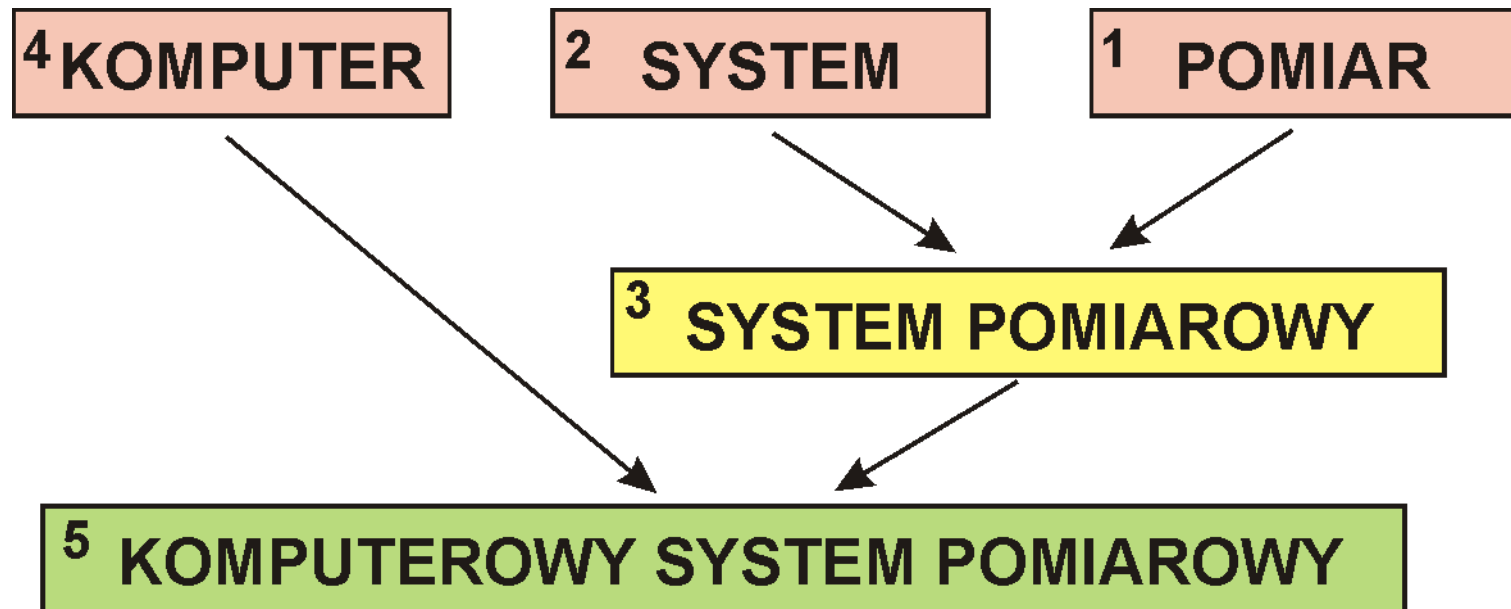 4 KOMPUTER
2 SYSTEM
1 POMIAR
3 SYSTEM POMIAROWY
5 KOMPUTEROWY SYSTEM POMIAROWY